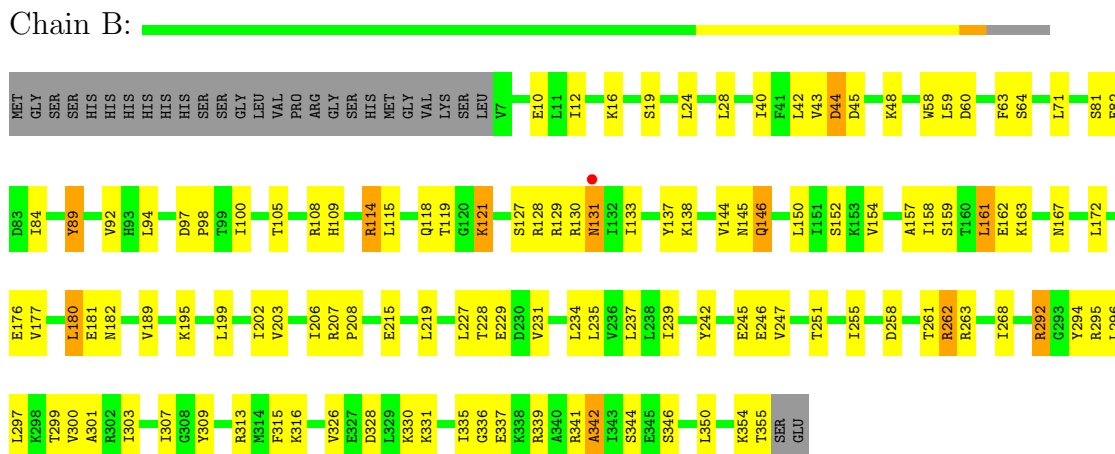 Chain B:
MET GLY SER SER HIS HIS HIS HIS HIS HIS SER SER GLY LEU VAL PRO ARG GLY SER HIS MET GLY VAL LYS SER LEU V7 E10 L11 I12 K16 S19 L24 L28 I40 F41 L42 V43 D44 D45 K48 W58 L59 D60 F63 S64 L71 S81
D83 I84 Y89 V92 H93 L94 D97 P98 T99 I100 T105 R108 H109 R114 L115 Q118 T119 G120 K121 S127 R128 R129 R130 N131 I132 I133 Y137 K138 V144 N145 Q146 L150 I151 S152 K153 V154 A157 I158 S159 T160 L161 E162 K163 N167 L172
E176 V177 L180 E181 N182 V189 K195 L199 I202 V203 I206 R207 P208 E215 L219 L227 T228 E229 D230 V231 L234 L235 V236 L237 L238 I239 Y242 E245 E246 V247 T251 I255 D258 T261 R262 R263 I268 R292 G293 Y294 R295
L297 K298 T299 V300 A301 R302 I303 I307 G308 Y309 R313 M314 F315 K316 V326 E327 D328 L329 K330 K331 I335 G336 E337 K338 R339 A340 R341 A342 I343 S344 E345 S346 L350 K354 T355 SER GLU